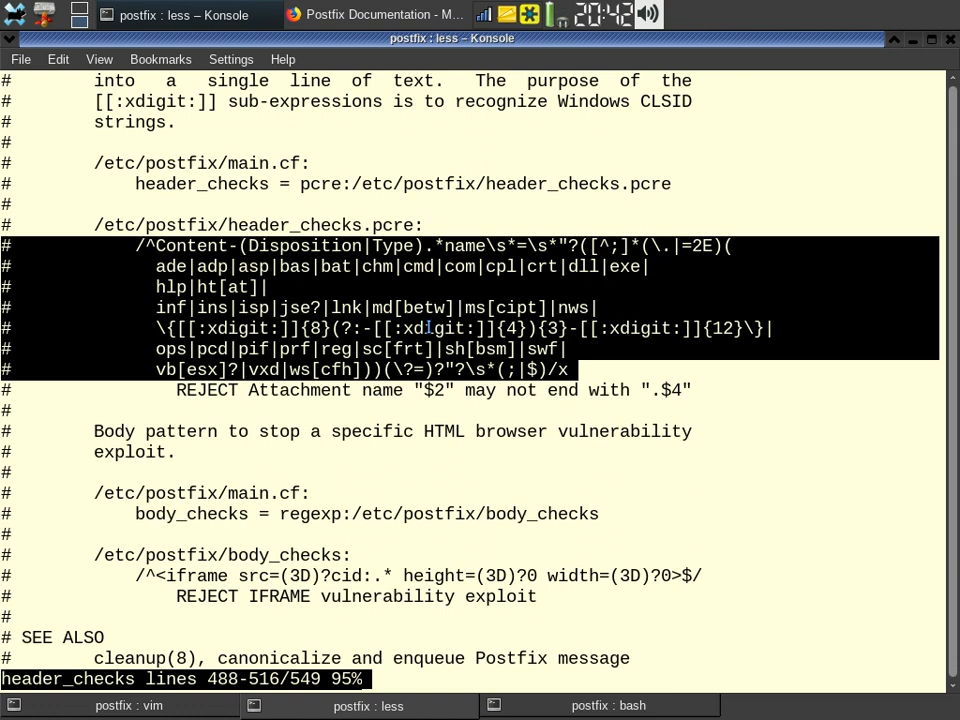 postfix : less – Konsole
Postfix Documentation - M...
20:42
postfix : less – Konsole
File Edit View Bookmarks Settings Help
#        into   a   single  line  of  text.   The  purpose  of  the
#        [[:xdigit:]] sub-expressions is to recognize Windows CLSID
#        strings.
#
#        /etc/postfix/main.cf:
#            header_checks = pcre:/etc/postfix/header_checks.pcre
#
#        /etc/postfix/header_checks.pcre:
#            /^Content-(Disposition|Type).*name\s*=\s*"?([^;]*(\.|=2E)(
#              ade|adp|asp|bas|bat|chm|cmd|com|cpl|crt|dll|exe|
#              hlp|ht[at]|
#              inf|ins|isp|jse?|lnk|md[betw]|ms[cipt]|nws|
#              \{[[:xdigit:]]{8}(?:-[[:xdigit:]]{4}){3}-[[:xdigit:]]{12}\}|
#              ops|pcd|pif|prf|reg|sc[frt]|sh[bsm]|swf|
#              vb[esx]?|vxd|ws[cfh]))(\?=)?"?\s*(;|$)/x
#                REJECT Attachment name "$2" may not end with ".$4"
#
#        Body pattern to stop a specific HTML browser vulnerability
#        exploit.
#
#        /etc/postfix/main.cf:
#            body_checks = regexp:/etc/postfix/body_checks
#
#        /etc/postfix/body_checks:
#            /^<iframe src=(3D)?cid:.* height=(3D)?0 width=(3D)?0>$/
#                REJECT IFRAME vulnerability exploit
#
# SEE ALSO
#        cleanup(8), canonicalize and enqueue Postfix message
header_checks lines 488-516/549 95%
postfix : vim
postfix : less
postfix : bash